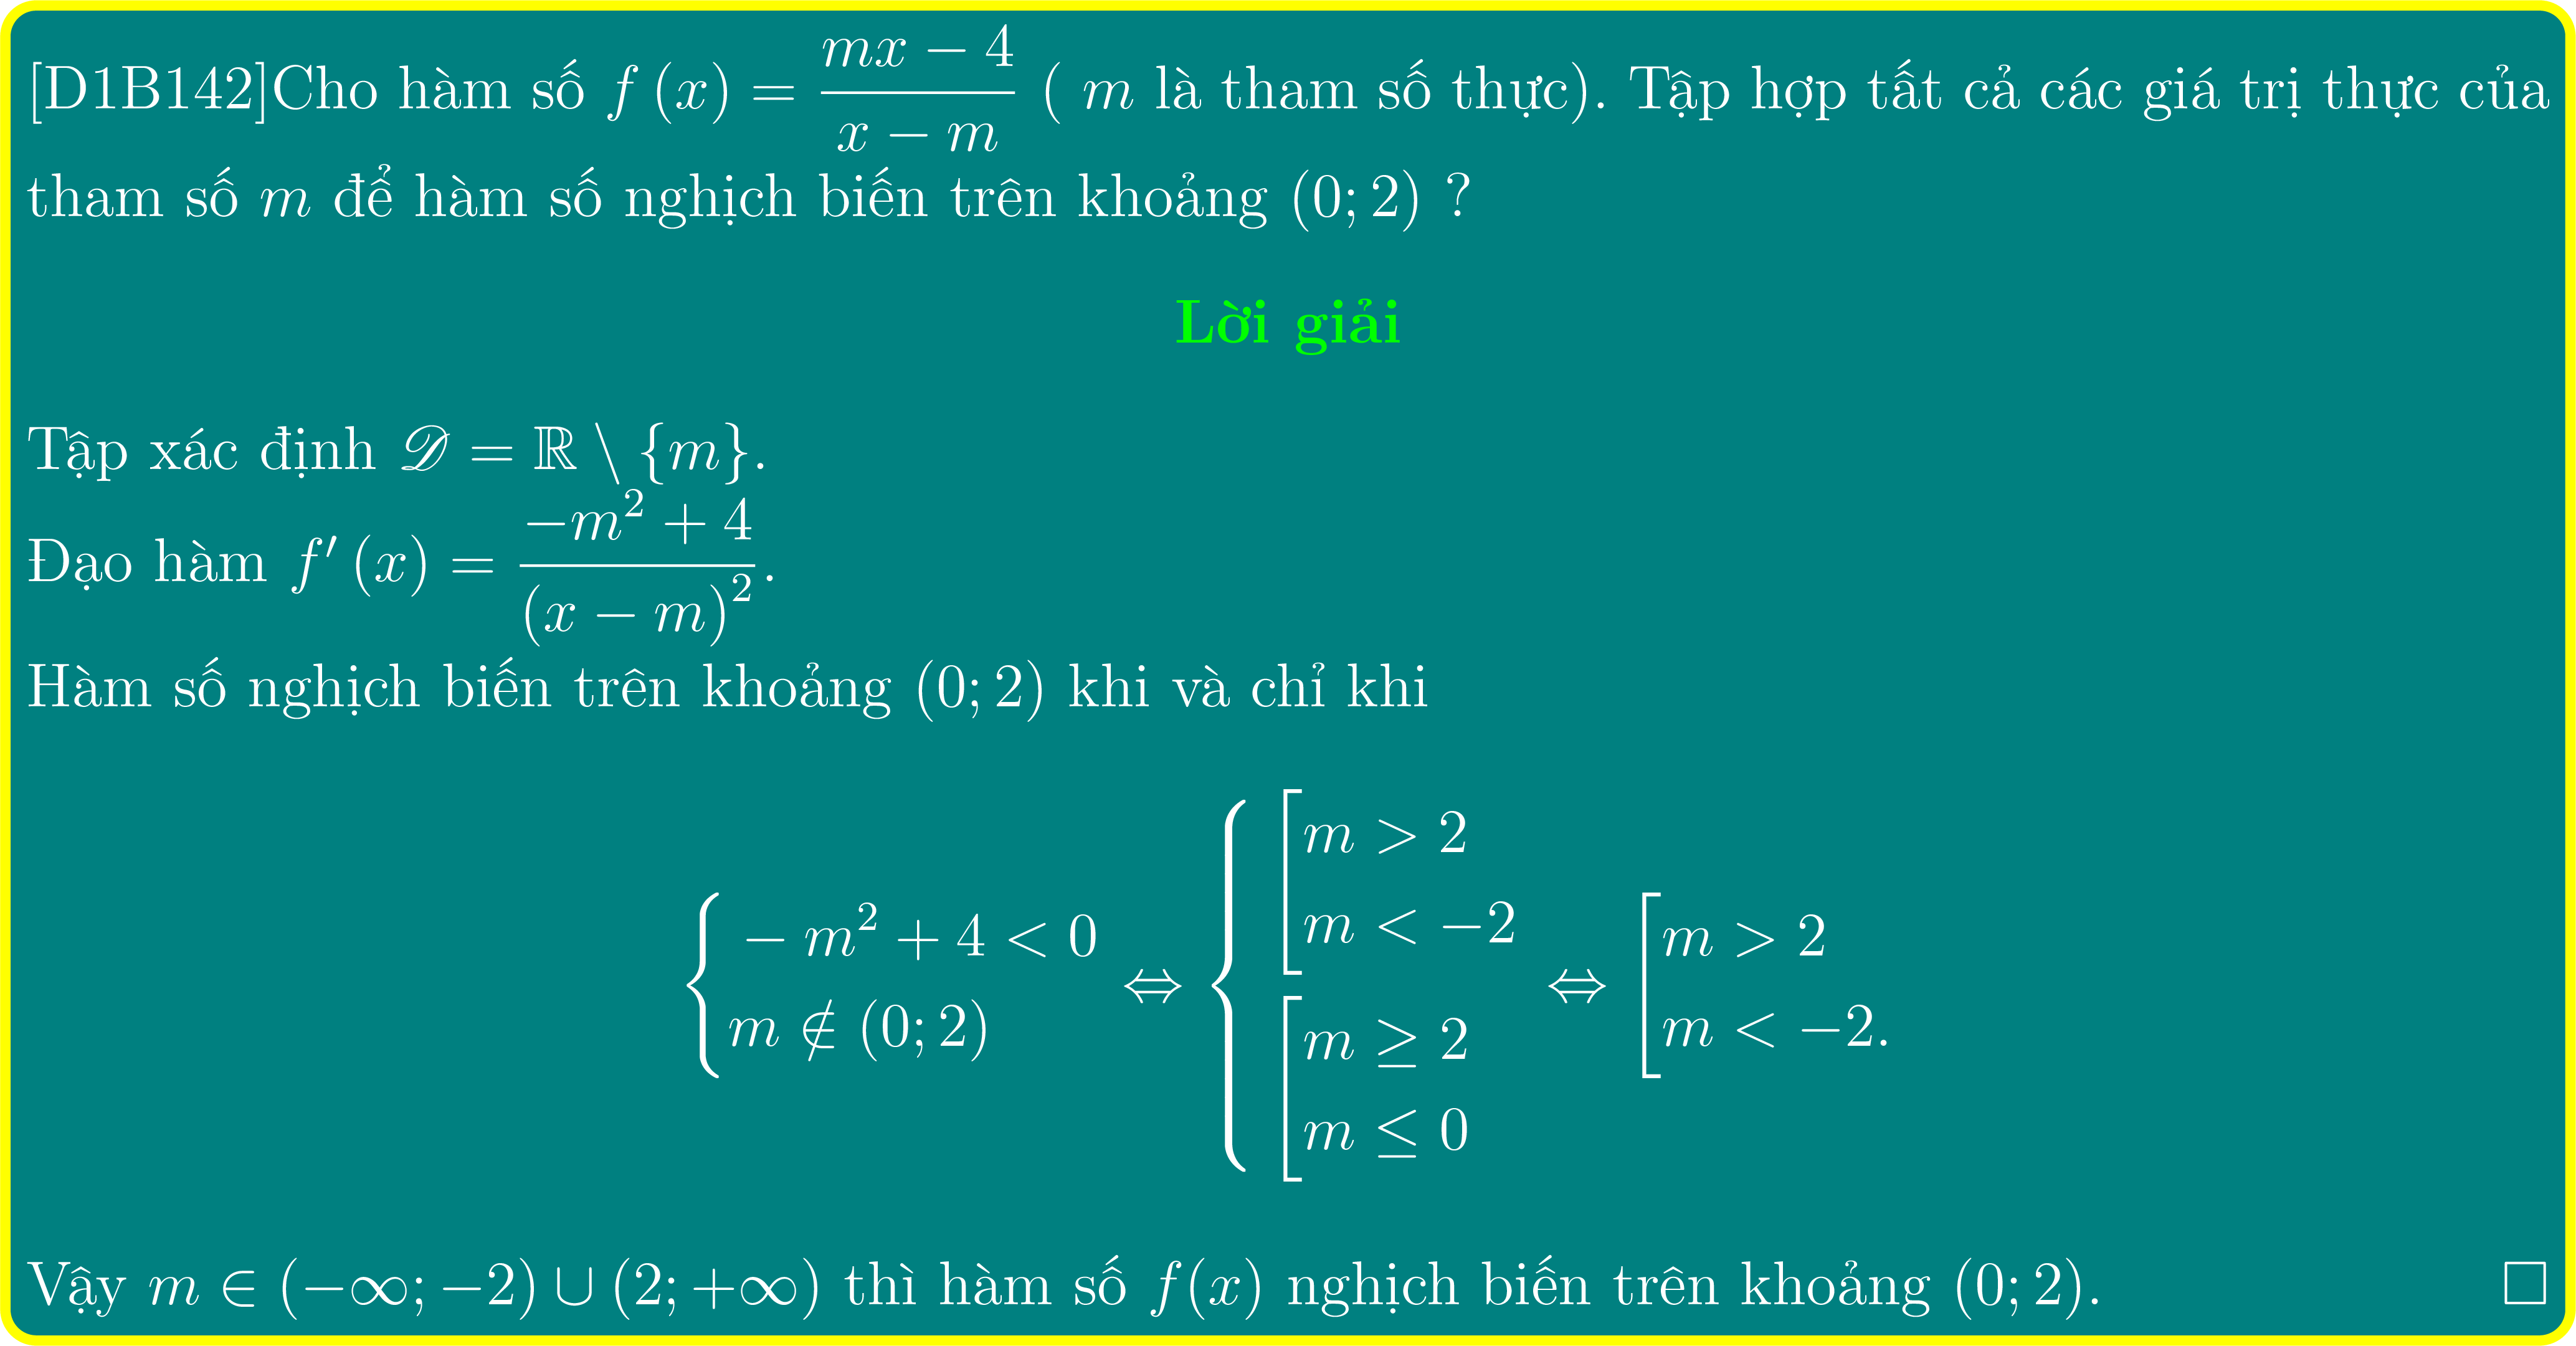 [D1B142]Cho hàm số $f(x) = \dfrac{mx-4}{x-m}$ ( $m$ là tham số thực). Tập hợp tất cả các giá trị thực của
tham số $m$ để hàm số nghịch biến trên khoảng $(0; 2)$ ?
Lời giải
Tập xác định $\mathscr{D} = \mathbb{R} \setminus \{m\}$.
Đạo hàm $f'(x) = \dfrac{-m^2+4}{(x-m)^2}$.
Hàm số nghịch biến trên khoảng $(0; 2)$ khi và chỉ khi
$\begin{cases} -m^2+4<0 \\ m \notin (0;2) \end{cases} \Leftrightarrow \begin{cases} \left[\begin{array}{l} m>2 \\ m<-2 \end{array}\right. \\ \left[\begin{array}{l} m \geq 2 \\ m \leq 0 \end{array}\right. \end{cases} \Leftrightarrow \left[\begin{array}{l} m>2 \\ m<-2. \end{array}\right.$
Vậy $m \in (-\infty; -2) \cup (2; +\infty)$ thì hàm số $f(x)$ nghịch biến trên khoảng $(0; 2)$. □